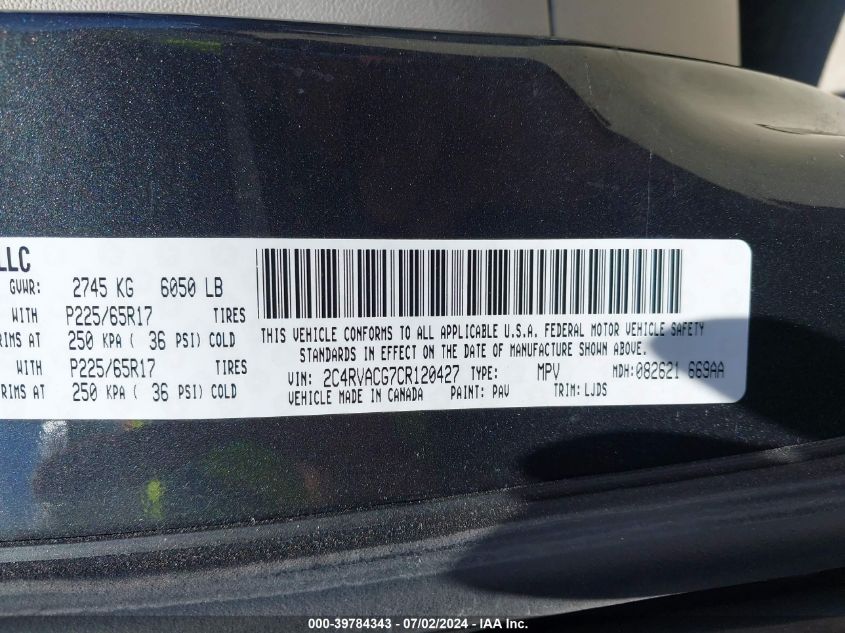 LLC
GVWR: 2745 KG 6050 LB
WITH P225/65R17 TIRES
RIMS AT 250 KPA ( 36 PSI) COLD
WITH P225/65R17 TIRES
RIMS AT 250 KPA ( 36 PSI) COLD
THIS VEHICLE CONFORMS TO ALL APPLICABLE U.S.A. FEDERAL MOTOR VEHICLE SAFETY
STANDARDS IN EFFECT ON THE DATE OF MANUFACTURE SHOWN ABOVE.
VIN: 2C4RVACG7CR120427 TYPE: MPV MDH:082621 669AA
VEHICLE MADE IN CANADA PAINT: PAV TRIM: LJDS
000-39784343 - 07/02/2024 - IAA Inc.